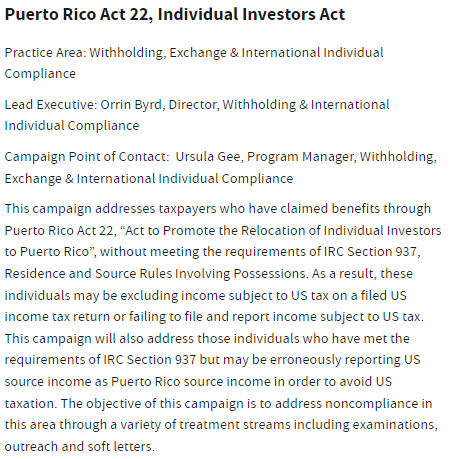 Puerto Rico Act 22, Individual Investors Act
Practice Area: Withholding, Exchange & International Individual
Compliance
Lead Executive: Orrin Byrd, Director, Withholding & International
Individual Compliance
Campaign Point of Contact:  Ursula Gee, Program Manager, Withholding,
Exchange & International Individual Compliance
This campaign addresses taxpayers who have claimed benefits through
Puerto Rico Act 22, “Act to Promote the Relocation of Individual Investors
to Puerto Rico”, without meeting the requirements of IRC Section 937,
Residence and Source Rules Involving Possessions. As a result, these
individuals may be excluding income subject to US tax on a filed US
income tax return or failing to file and report income subject to US tax.
This campaign will also address those individuals who have met the
requirements of IRC Section 937 but may be erroneously reporting US
source income as Puerto Rico source income in order to avoid US
taxation. The objective of this campaign is to address noncompliance in
this area through a variety of treatment streams including examinations,
outreach and soft letters.